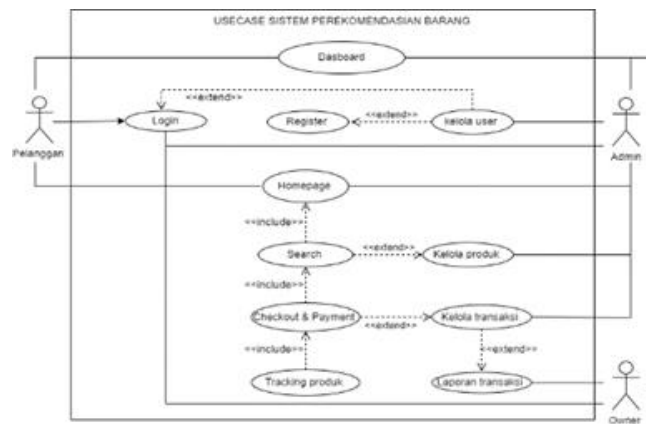 USECASE SISTEM PEREKOMENDASIAN BARANG
Dasboard
<<extend>>
Login
Register
<<extend>>
kelola user
Pelanggan
Admin
Homepage
<<include>>
Search
<<extend>>
Kelola produk
<<include>>
Checkout & Payment
<<extend>>
Kelola transaksi
<<include>>
<<extend>>
Tracking produk
Laporan transaksi
Owner